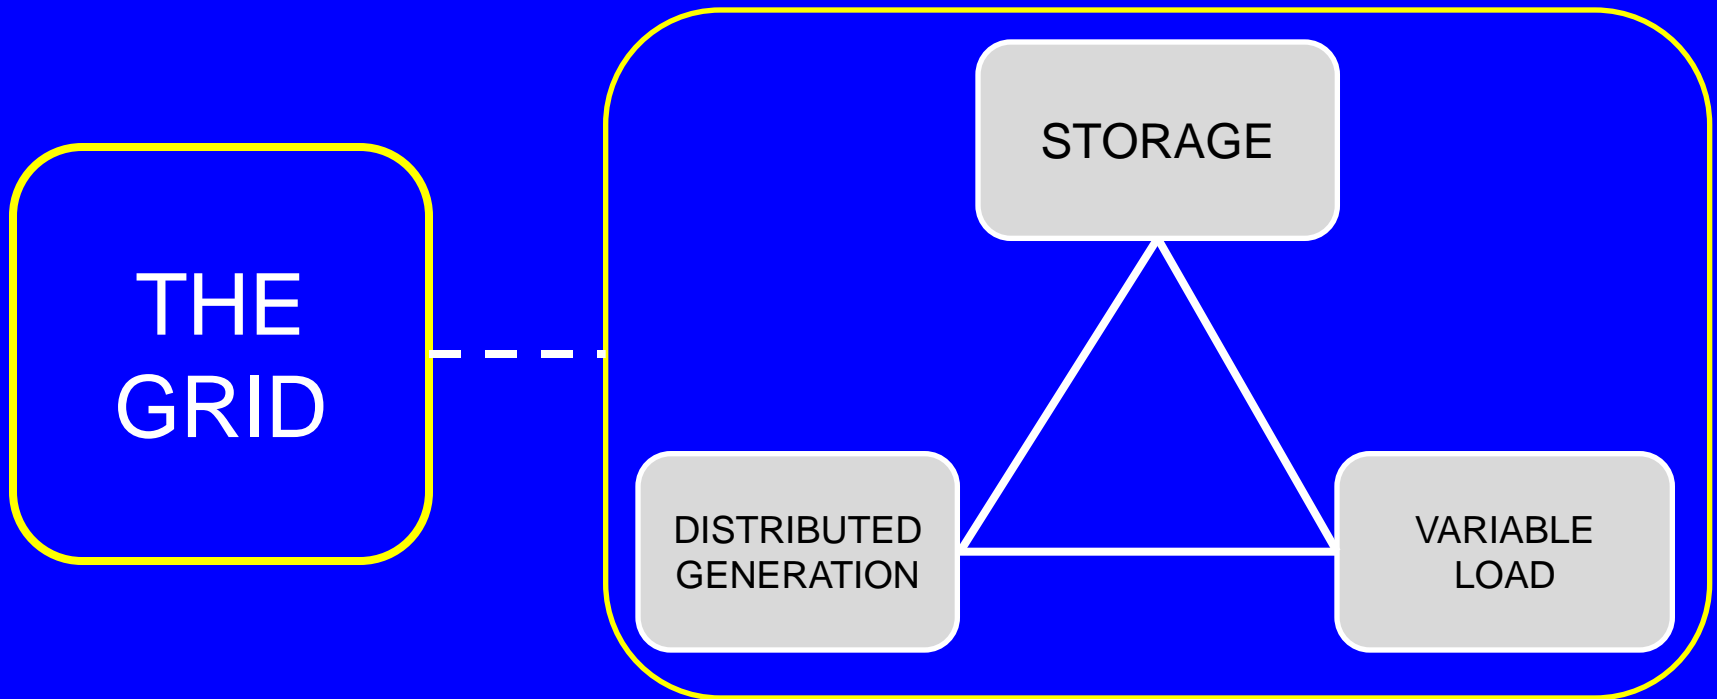 THE
GRID
STORAGE
DISTRIBUTED
GENERATION
VARIABLE
LOAD